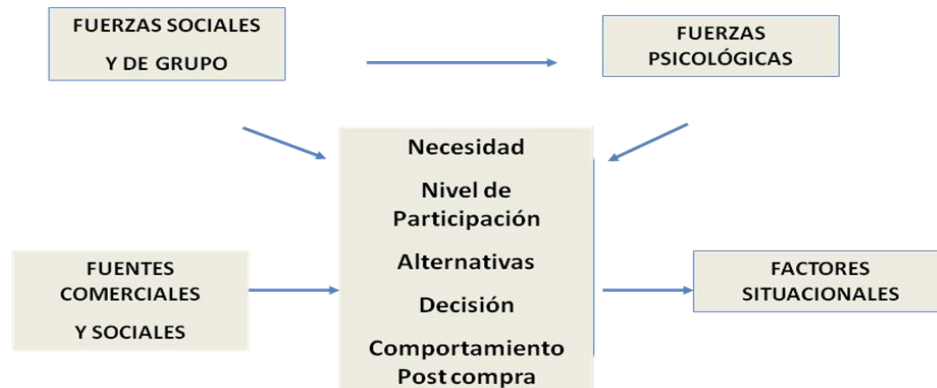 FUERZAS SOCIALES
Y DE GRUPO
FUERZAS
PSICOLÓGICAS
Necesidad
Nivel de
Participación
Alternativas
Decisión
Comportamiento
Post compra
FUENTES
COMERCIALES
Y SOCIALES
FACTORES
SITUACIONALES